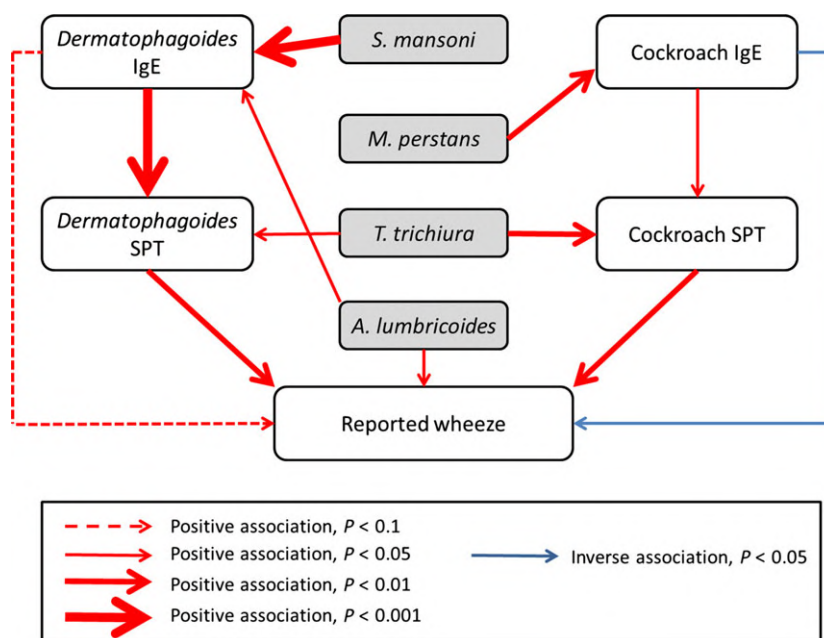 Dermatophagoides
IgE
S. mansoni
Cockroach IgE
M. perstans
Dermatophagoides
SPT
T. trichiura
Cockroach SPT
A. lumbricoides
Reported wheeze
Positive association, P < 0.1
Positive association, P < 0.05
Inverse association, P < 0.05
Positive association, P < 0.01
Positive association, P < 0.001